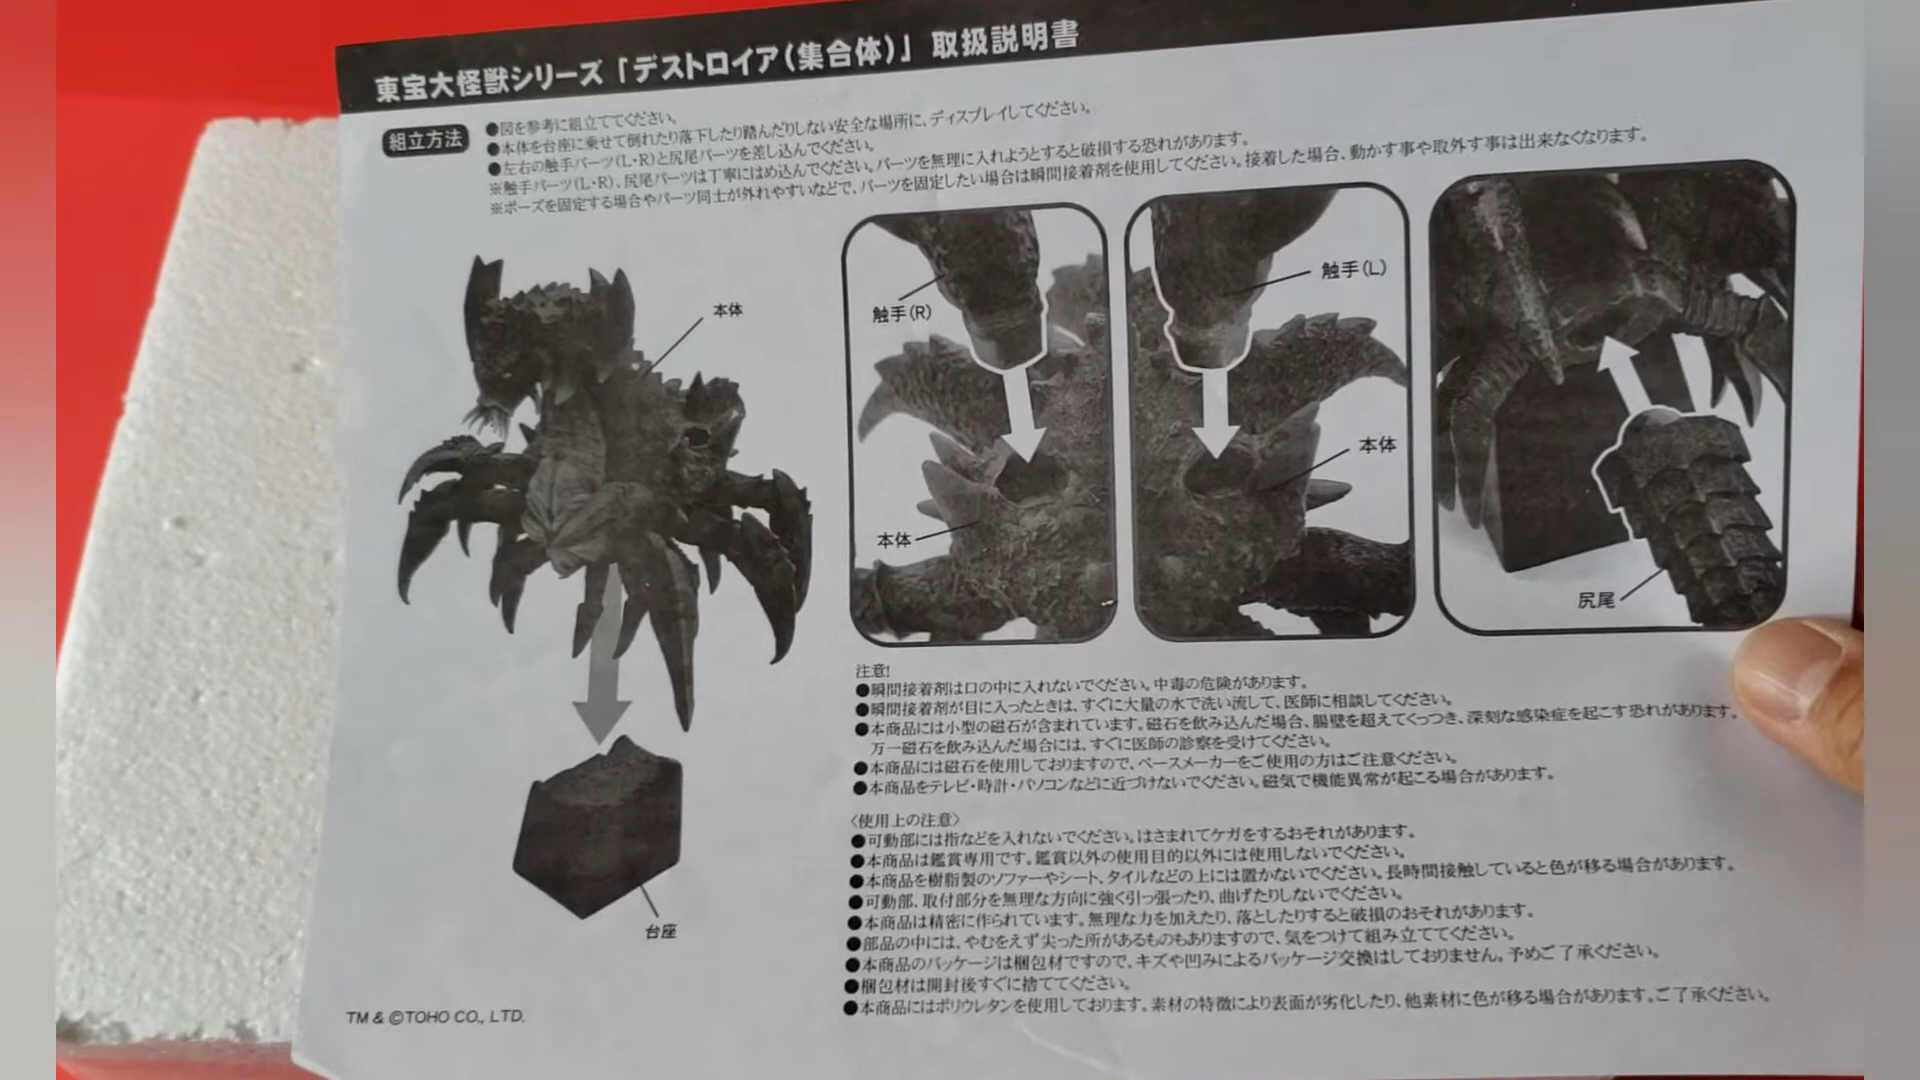 東宝大怪獣シリーズ「デストロイア(集合体)」 取扱説明書
組立方法
●図を参考に組立ててください。
●本体を台座に乗せて倒れたり落下したり踏んだりしない安全な場所に、ディスプレイしてください。
●左右の触手パーツ(L・R)と尻尾パーツを差し込んでください。
※触手パーツ(L・R)、尻尾パーツは丁寧にはめ込んでください。パーツを無理に入れようとすると破損する恐れがあります。
※ポーズを固定する場合やパーツ同士が外れやすいなどで、パーツを固定したい場合は瞬間接着剤を使用してください。接着した場合、動かす事や取外す事は出来なくなります。
本体
触手(R)
本体
触手(L)
本体
尻尾
台座
注意!
●瞬間接着剤は口の中に入れないでください。中毒の危険があります。
●瞬間接着剤が目に入ったときは、すぐに大量の水で洗い流して、医師に相談してください。
●本商品には小型の磁石が含まれています。磁石を飲み込んだ場合、腸壁を超えてくっつき、深刻な感染症を起こす恐れがあります。
万一磁石を飲み込んだ場合には、すぐに医師の診察を受けてください。
●本商品には磁石を使用しておりますので、ペースメーカーをご使用の方はご注意ください。
●本商品をテレビ・時計・パソコンなどに近づけないでください。磁気で機能異常が起こる場合があります。
〈使用上の注意〉
●可動部には指などを入れないでください。はさまれてケガをするおそれがあります。
●本商品は鑑賞専用です。鑑賞以外の使用目的以外には使用しないでください。
●本商品を樹脂製のソファーやシート、タイルなどの上には置かないでください。長時間接触していると色が移る場合があります。
●可動部、取付部分を無理な方向に強く引っ張ったり、曲げたりしないでください。
●本商品は精密に作られています。無理な力を加えたり、落としたりすると破損のおそれがあります。
●部品の中には、やむをえず尖った所があるものもありますので、気をつけて組み立ててください。
●本商品のパッケージは梱包材ですので、キズや凹みによるパッケージ交換はしておりません。予めご了承ください。
●梱包材は開封後すぐに捨ててください。
●本商品にはポリウレタンを使用しております。素材の特徴により表面が劣化したり、他素材に色が移る場合があります。ご了承ください。
TM & ©TOHO CO., LTD.